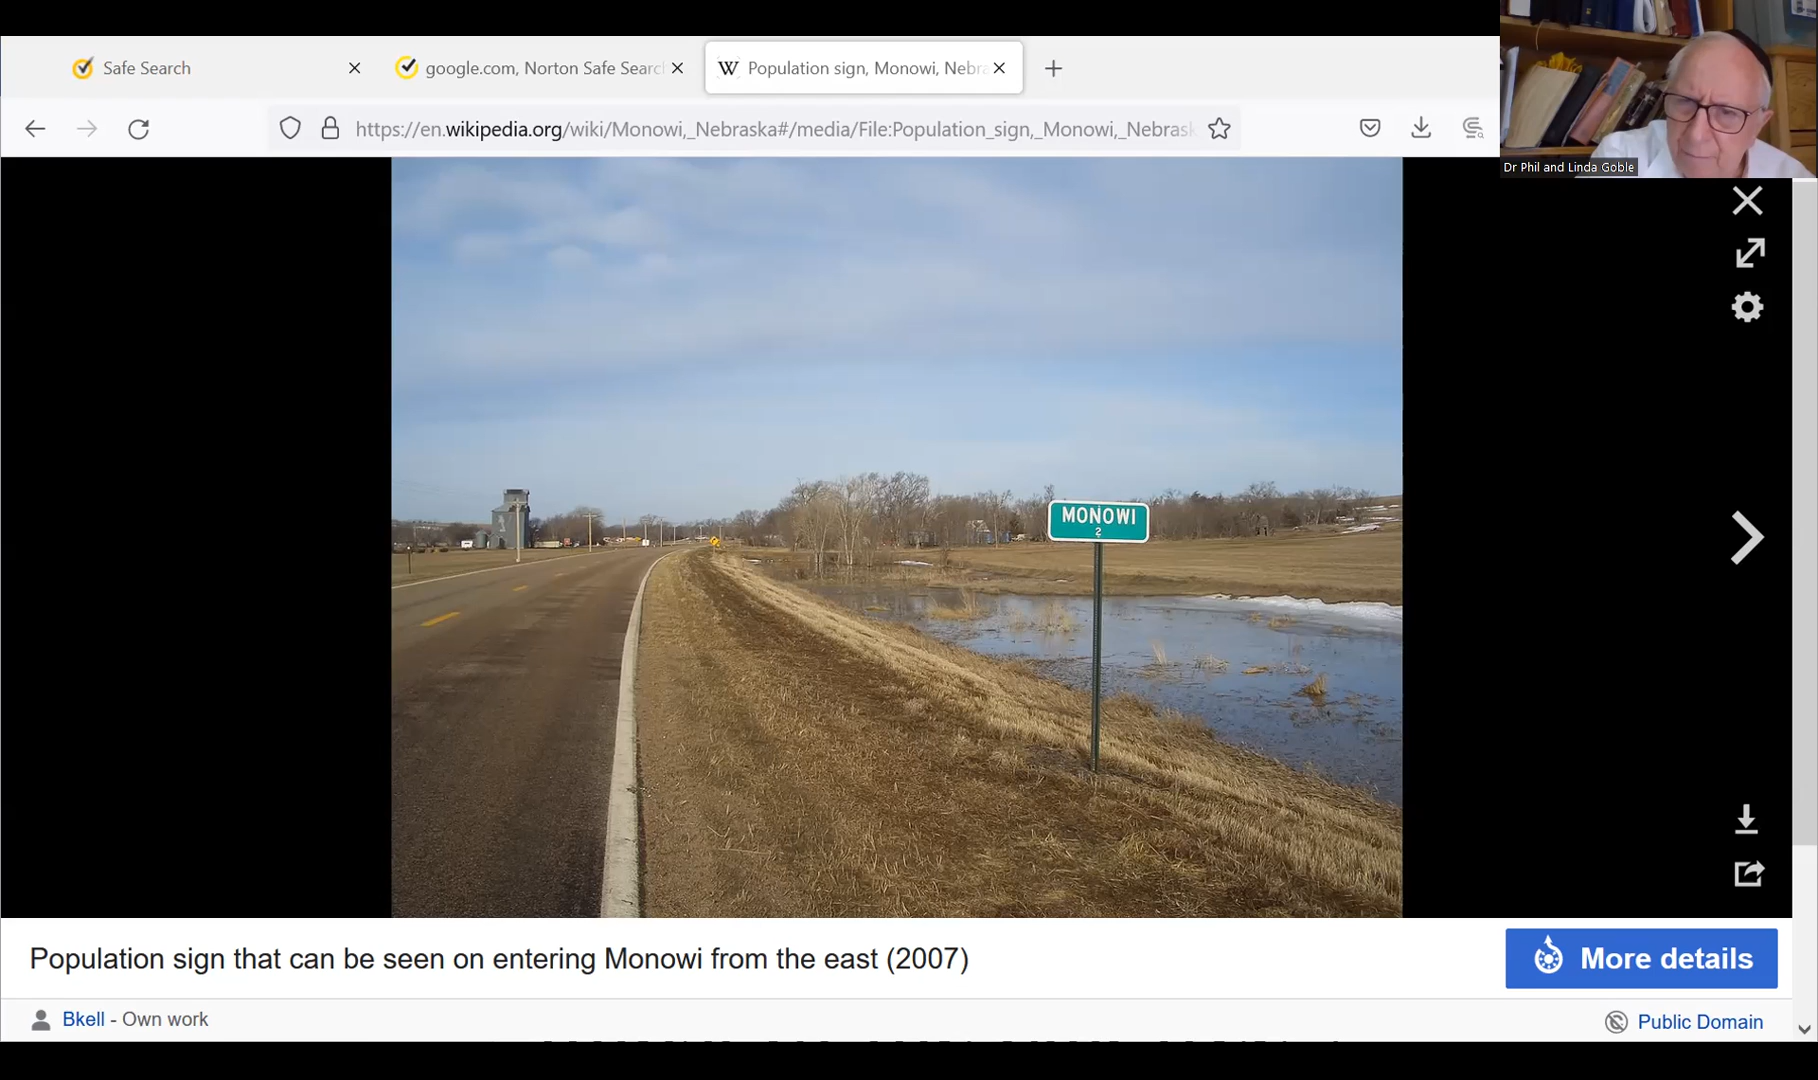 Safe Search
google.com, Norton Safe Searc
W Population sign, Monowi, Nebra
https://en.wikipedia.org/wiki/Monowi,_Nebraska#/media/File:Population_sign,_Monowi,_Nebrask
Dr Phil and Linda Goble
MONOWI
2
Population sign that can be seen on entering Monowi from the east (2007)
More details
Bkell - Own work
Public Domain